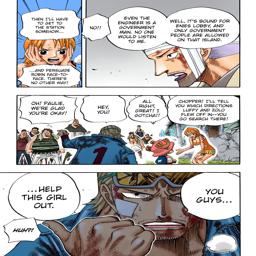 WELL, IT'S BOUND FOR
ENIES LOBBY,
AND ONLY
GOVERNMENT
PEOPLE ARE
ALLOWED ON
THAT ISLAND.
EVEN THE
ENGINEER IS A
GOVERNMENT
MAN. NO ONE
WOULD LISTEN
TO ME.
NO!!
THEN I'LL
HAVE TO GET
TO THE
STATION
SOMEHOW...
...AND
PERSUADE
ROBIN FACE-TO-
FACE. THERE'S
NO OTHER
WAY!!
CHOPPER! I'LL TELL
YOU WHICH DIRECTIONS
LUFFY AND ZOLO
FLEW OFF IN--YOU
GO SEARCH THERE!
ALL
RIGHT,
GREAT! I
GOTCHA!!
HEY,
YOU!
OH! PAULIE,
WE'RE GLAD
YOU'RE OKAY!
YOU
GUYS...
...HELP
THIS GIRL
OUT.
HUH?!